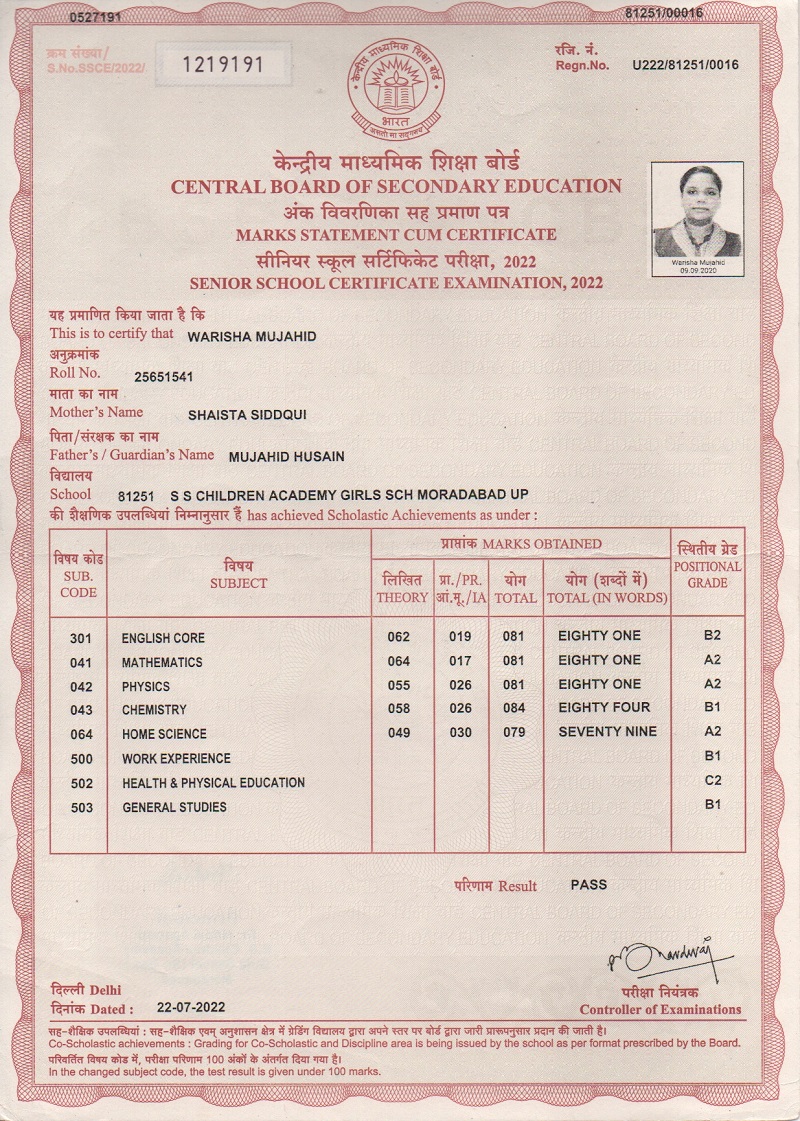 0527191
81251/00016
क्रम संख्या/
S.No.SSCE/2022/
1219191
रजि. नं.
Regn.No. U222/81251/0016
केन्द्रीय माध्यमिक शिक्षा बोर्ड
भारत
असतो मा सद्गमय
केन्द्रीय माध्यमिक शिक्षा बोर्ड
CENTRAL BOARD OF SECONDARY EDUCATION
अंक विवरणिका सह प्रमाण पत्र
MARKS STATEMENT CUM CERTIFICATE
सीनियर स्कूल सर्टिफिकेट परीक्षा, 2022
SENIOR SCHOOL CERTIFICATE EXAMINATION, 2022
Warisha Mujahid
09.09.2020
यह प्रमाणित किया जाता है कि
This is to certify that WARISHA MUJAHID
अनुक्रमांक
Roll No. 25651541
माता का नाम
Mother's Name SHAISTA SIDDQUI
पिता/संरक्षक का नाम
Father's / Guardian's Name MUJAHID HUSAIN
विद्यालय
School 81251 S S CHILDREN ACADEMY GIRLS SCH MORADABAD UP
की शैक्षणिक उपलब्धियां निम्नानुसार हैं has achieved Scholastic Achievements as under :
विषय कोड
SUB.
CODE
विषय
SUBJECT
प्राप्तांक MARKS OBTAINED
लिखित
THEORY
प्रा./PR.
आं.मू./IA
योग
TOTAL
योग (शब्दों में)
TOTAL (IN WORDS)
स्थितीय ग्रेड
POSITIONAL
GRADE
301 ENGLISH CORE 062 019 081 EIGHTY ONE B2
041 MATHEMATICS 064 017 081 EIGHTY ONE A2
042 PHYSICS 055 026 081 EIGHTY ONE A2
043 CHEMISTRY 058 026 084 EIGHTY FOUR B1
064 HOME SCIENCE 049 030 079 SEVENTY NINE A2
500 WORK EXPERIENCE B1
502 HEALTH & PHYSICAL EDUCATION C2
503 GENERAL STUDIES B1
परिणाम Result PASS
दिल्ली Delhi
दिनांक Dated : 22-07-2022
परीक्षा नियंत्रक
Controller of Examinations
सह-शैक्षिक उपलब्धियां : सह-शैक्षिक एवम् अनुशासन क्षेत्र में ग्रेडिंग विद्यालय द्वारा अपने स्तर पर बोर्ड द्वारा जारी प्रारूपनुसार प्रदान की जाती है।
Co-Scholastic achievements : Grading for Co-Scholastic and Discipline area is being issued by the school as per format prescribed by the Board.
परिवर्तित विषय कोड में, परीक्षा परिणाम 100 अंकों के अंतर्गत दिया गया है।
In the changed subject code, the test result is given under 100 marks.